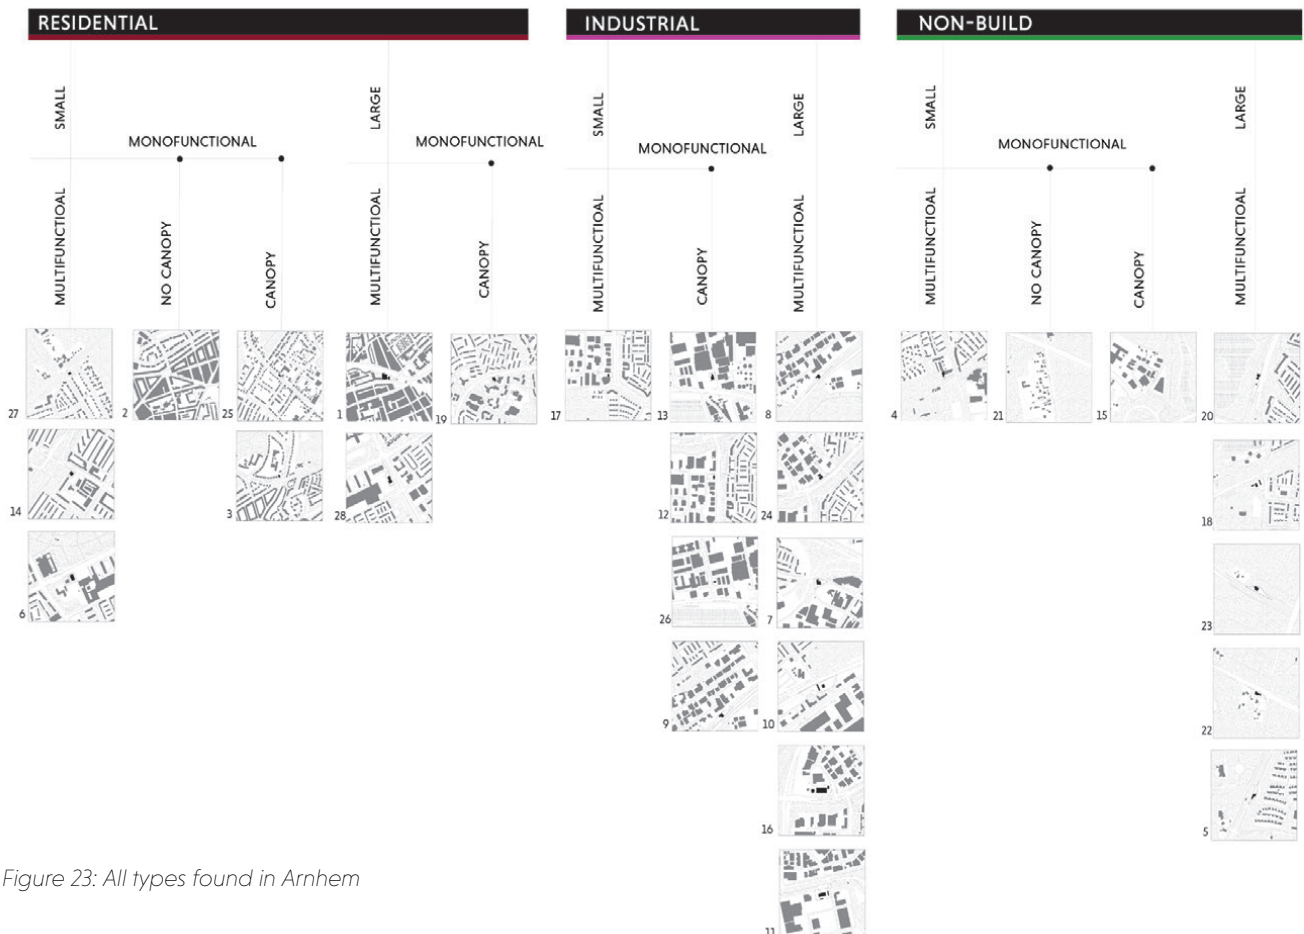 RESIDENTIAL
INDUSTRIAL
NON-BUILD
SMALL
LARGE
SMALL
LARGE
SMALL
LARGE
MONOFUNCTIONAL
MONOFUNCTIONAL
MONOFUNCTIONAL
MONOFUNCTIONAL
MULTIFUNCTIOAL
NO CANOPY
CANOPY
MULTIFUNCTIOAL
CANOPY
MULTIFUNCTIOAL
CANOPY
MULTIFUNCTIOAL
MULTIFUNCTIOAL
NO CANOPY
CANOPY
MULTIFUNCTIOAL
27
2
25
1
19
17
13
8
4
21
15
20
14
3
28
12
24
18
6
26
7
23
9
10
22
16
5
11
Figure 23: All types found in Arnhem